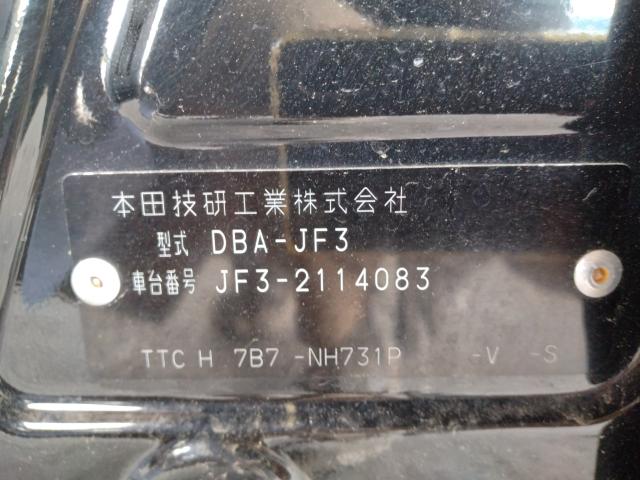 本田技研工業株式会社
型式 DBA-JF3
車台番号 JF3-2114083
TTC H 7B7 -NH731P -V -S